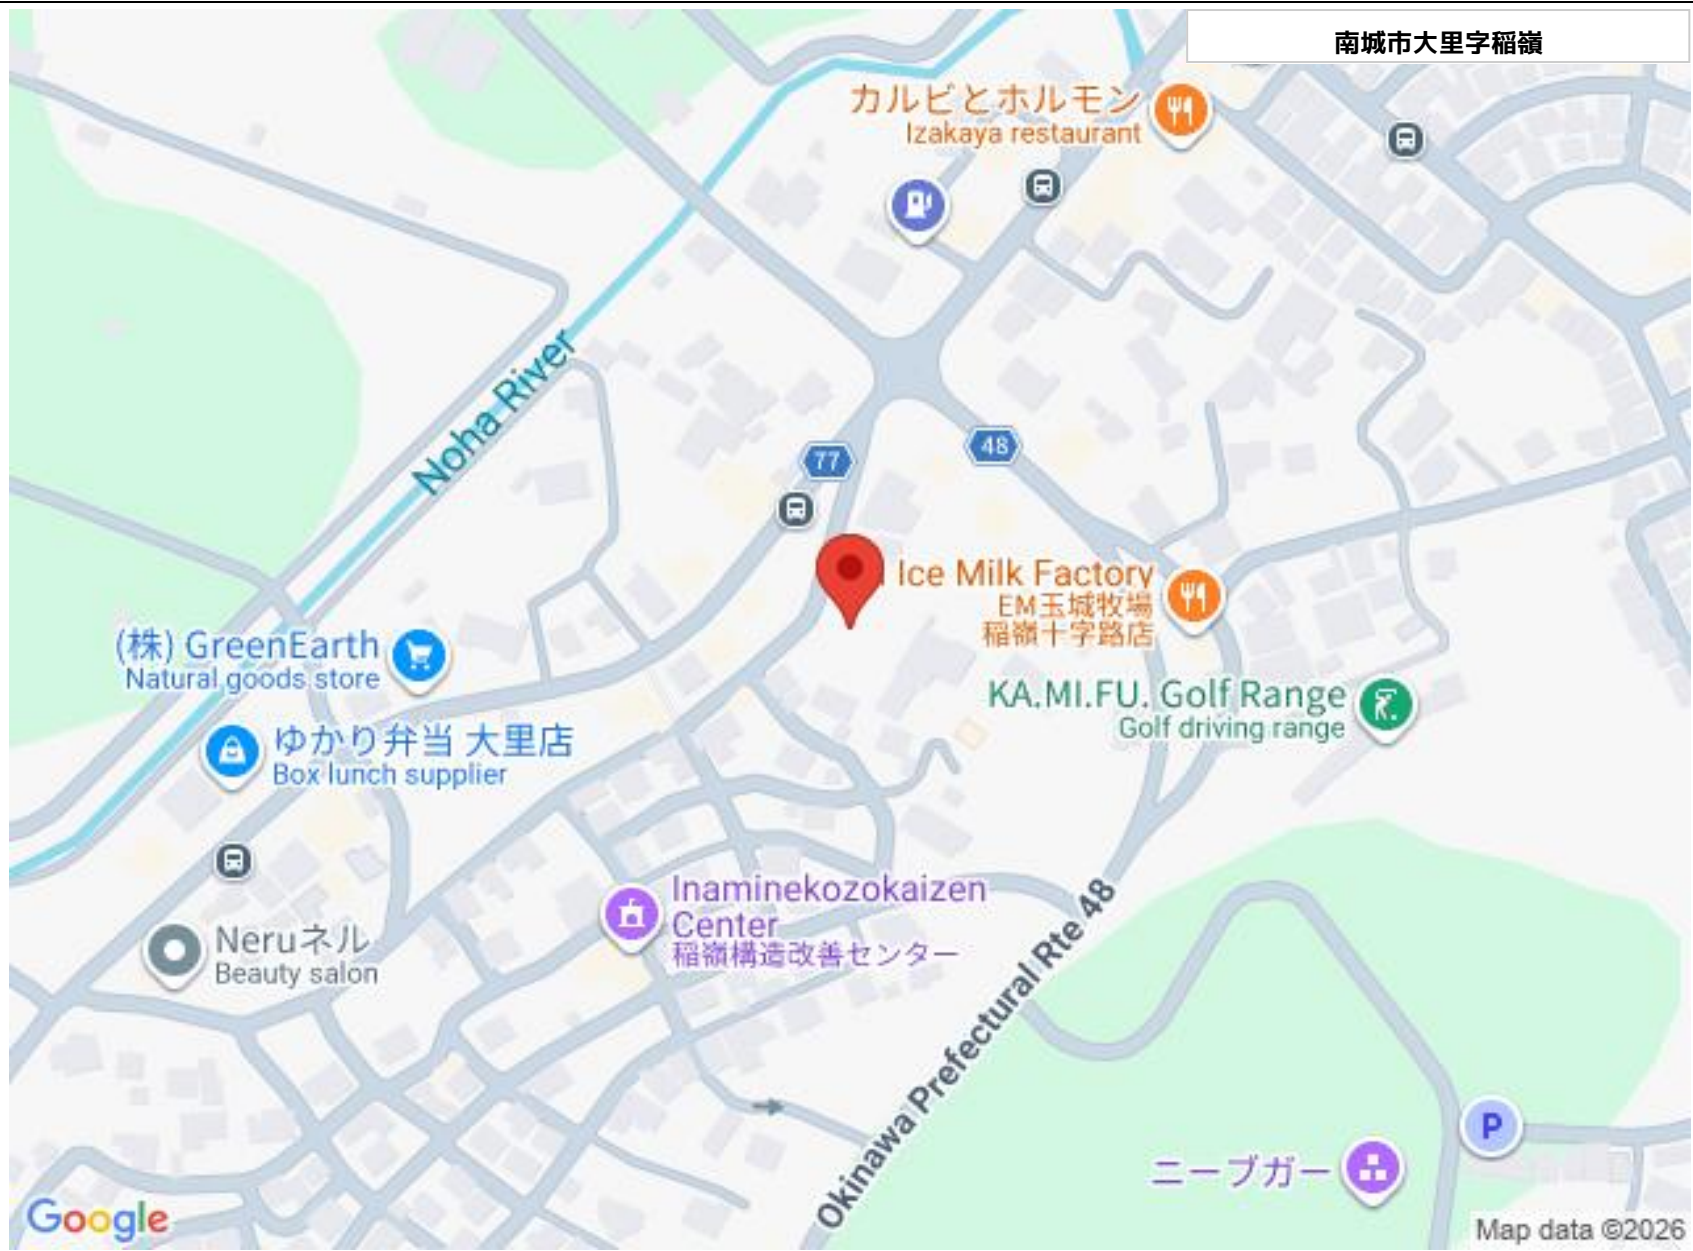 南城市大里字稲嶺
カルビとホルモン
Izakaya restaurant
Noha River
77
48
Ice Milk Factory
EM玉城牧場
稲嶺十字路店
(株) GreenEarth
Natural goods store
KA.MI.FU. Golf Range
Golf driving range
ゆかり弁当 大里店
Box lunch supplier
Inaminekozokaizen
Center
稲嶺構造改善センター
Neruネル
Beauty salon
Okinawa Prefectural Rte 48
P
ニーブガー
Google
Map data ©2026